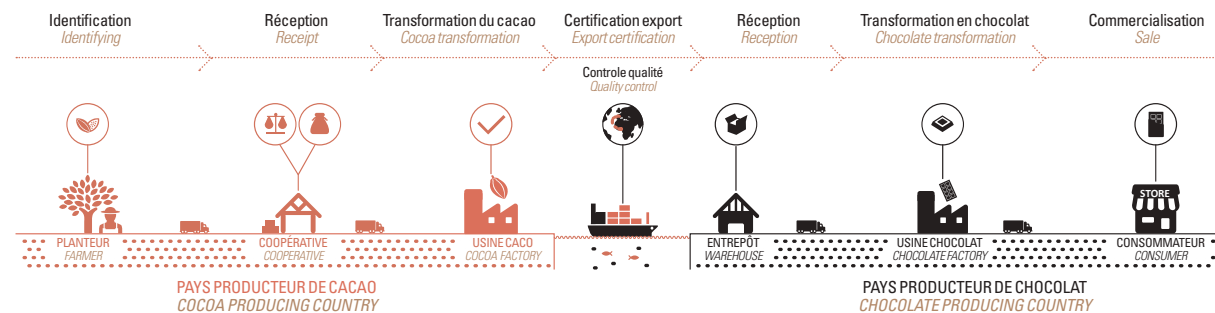 Identification
Identifying
Réception
Receipt
Transformation du cacao
Cocoa transformation
Certification export
Export certification
Réception
Reception
Transformation en chocolat
Chocolate transformation
Commercialisation
Sale
Controle qualité
Quality control
STORE
PLANTEUR
FARMER
COOPÉRATIVE
COOPERATIVE
USINE CACO
COCOA FACTORY
ENTREPÔT
WAREHOUSE
USINE CHOCOLAT
CHOCOLATE FACTORY
CONSOMMATEUR
CONSUMER
PAYS PRODUCTEUR DE CACAO
COCOA PRODUCING COUNTRY
PAYS PRODUCTEUR DE CHOCOLAT
CHOCOLATE PRODUCING COUNTRY